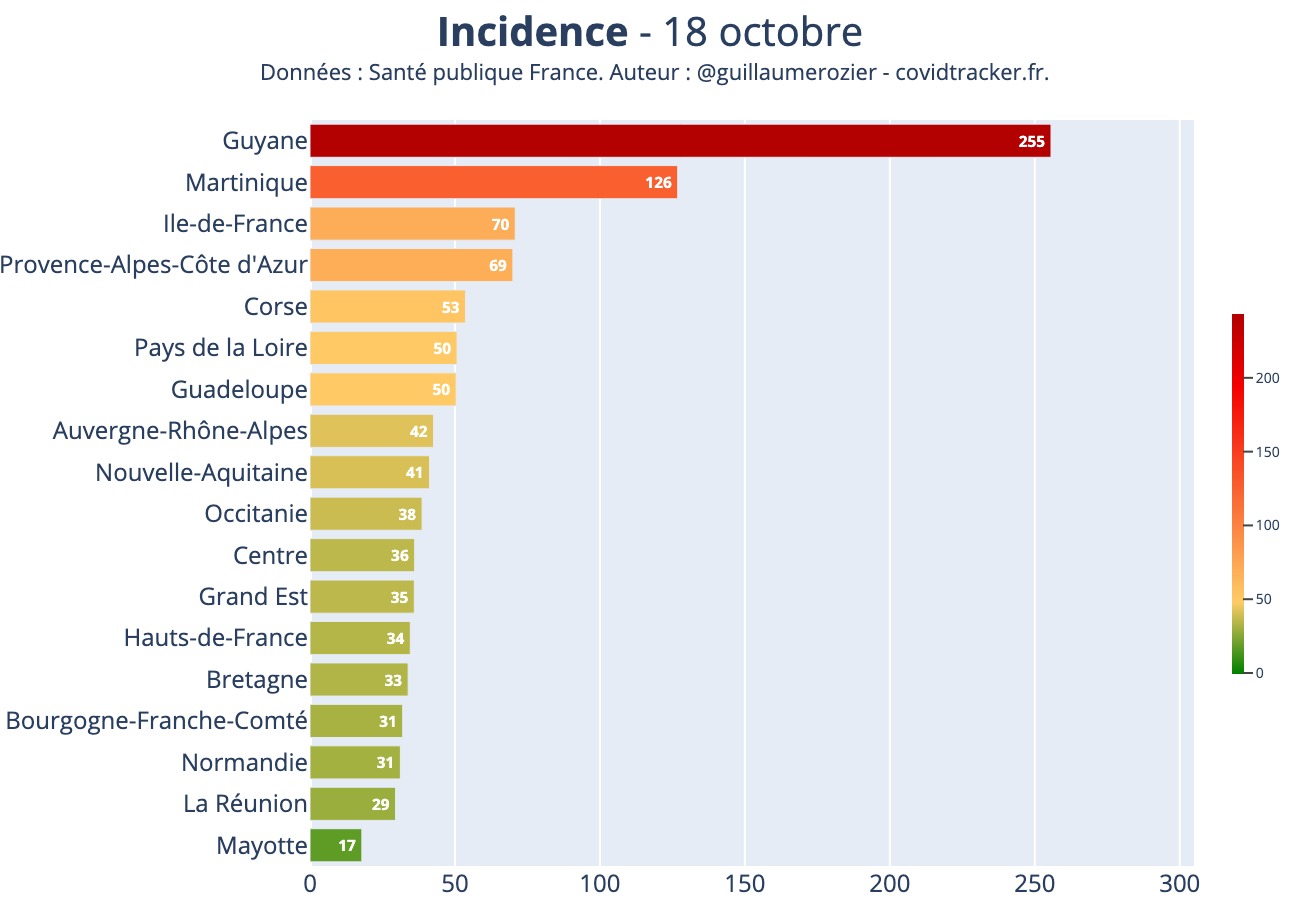 Incidence - 18 octobre
Données : Santé publique France. Auteur : @guillaumerozier - covidtracker.fr.
Guyane 255
Martinique 126
Ile-de-France 70
Provence-Alpes-Côte d'Azur 69
Corse 53
Pays de la Loire 50
Guadeloupe 50
Auvergne-Rhône-Alpes 42
Nouvelle-Aquitaine 41
Occitanie 38
Centre 36
Grand Est 35
Hauts-de-France 34
Bretagne 33
Bourgogne-Franche-Comté 31
Normandie 31
La Réunion 29
Mayotte 17
0 50 100 150 200 250 300
200
150
100
50
0